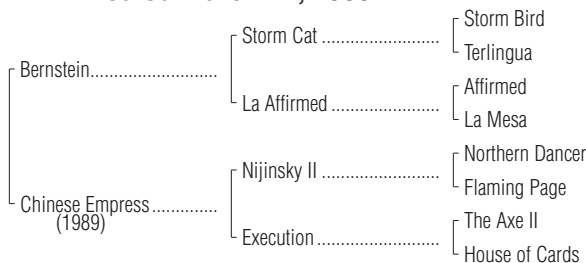 Storm Bird
Storm Cat
Terlingua
Bernstein
Affirmed
La Affirmed
La Mesa
Northern Dancer
Nijinsky II
Flaming Page
Chinese Empress
(1989)
The Axe II
Execution
House of Cards